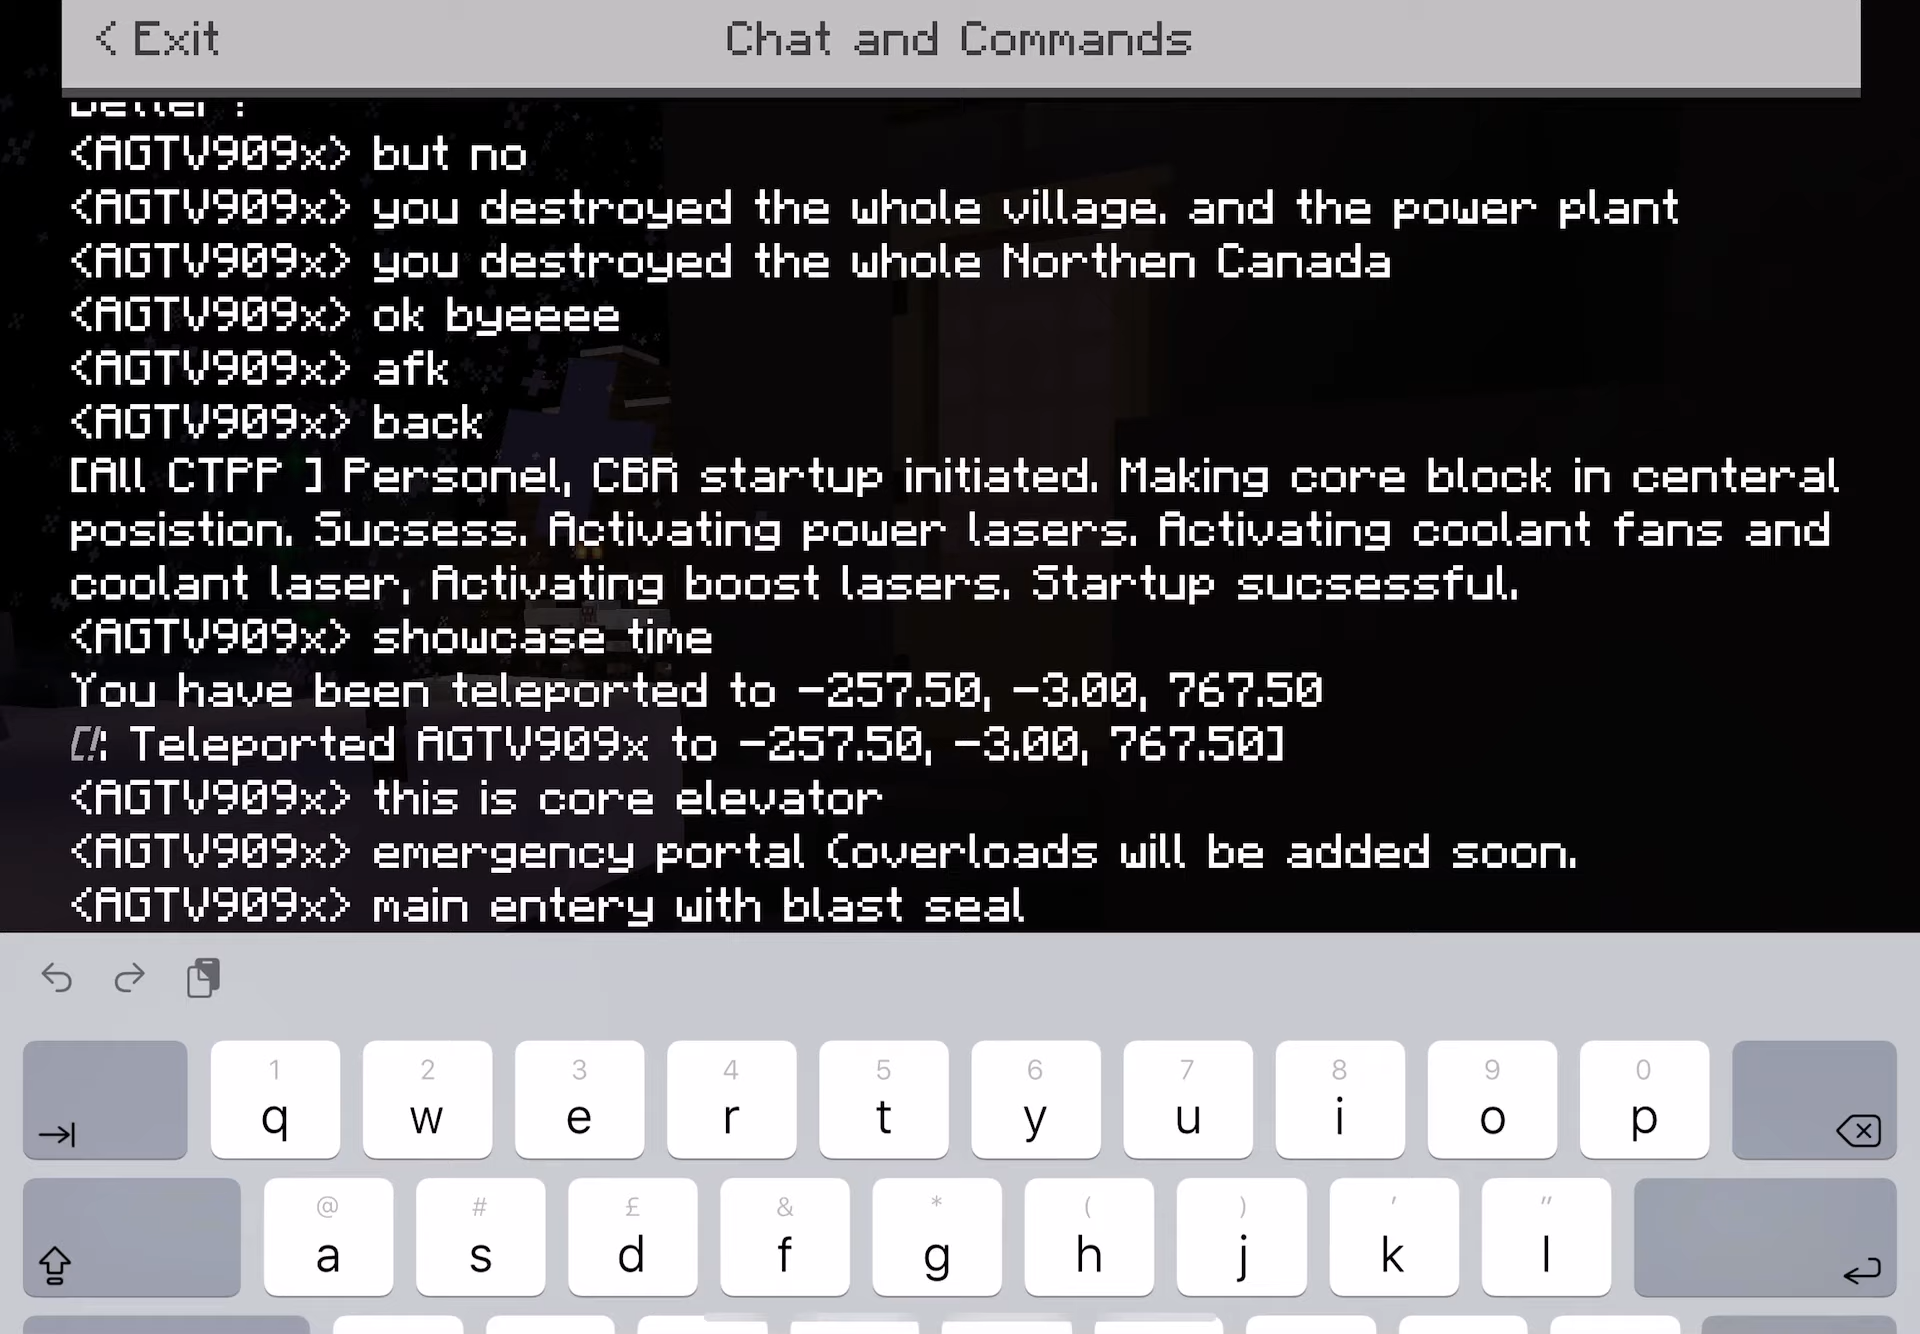 < Exit
Chat and Commands
better?
<AGTV909x> but no
<AGTV909x> you destroyed the whole village. and the power plant
<AGTV909x> you destroyed the whole Northen Canada
<AGTV909x> ok byeeee
<AGTV909x> afk
<AGTV909x> back
[All CTPP ] Personel, CBR startup initiated. Making core block in centeral
posistion. Sucsess. Activating power lasers. Activating coolant fans and
coolant laser, Activating boost lasers. Startup sucsessful.
<AGTV909x> showcase time
You have been teleported to -257.50, -3.00, 767.50
[!: Teleported AGTV909x to -257.50, -3.00, 767.50]
<AGTV909x> this is core elevator
<AGTV909x> emergency portal (overloads will be added soon.
<AGTV909x> main entery with blast seal
1 2 3 4 5 6 7 8 9 0
q w e r t y u i o p
@ # £ & * ( ) ' "
a s d f g h j k l